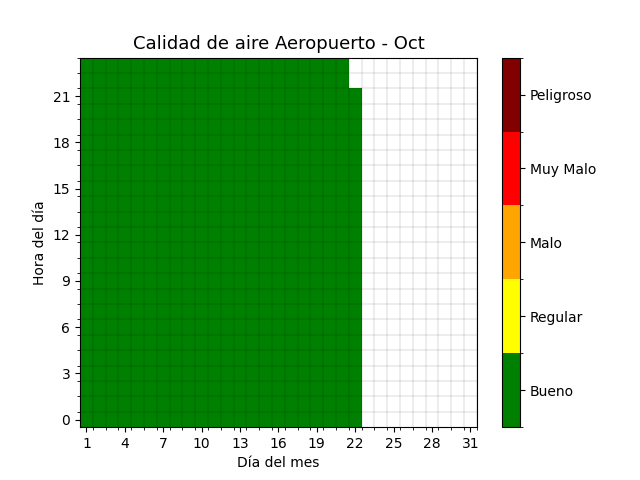 Calidad de aire Aeropuerto - Oct
Hora del día
21
18
15
12
9
6
3
0
1 4 7 10 13 16 19 22 25 28 31
Día del mes
Peligroso
Muy Malo
Malo
Regular
Bueno